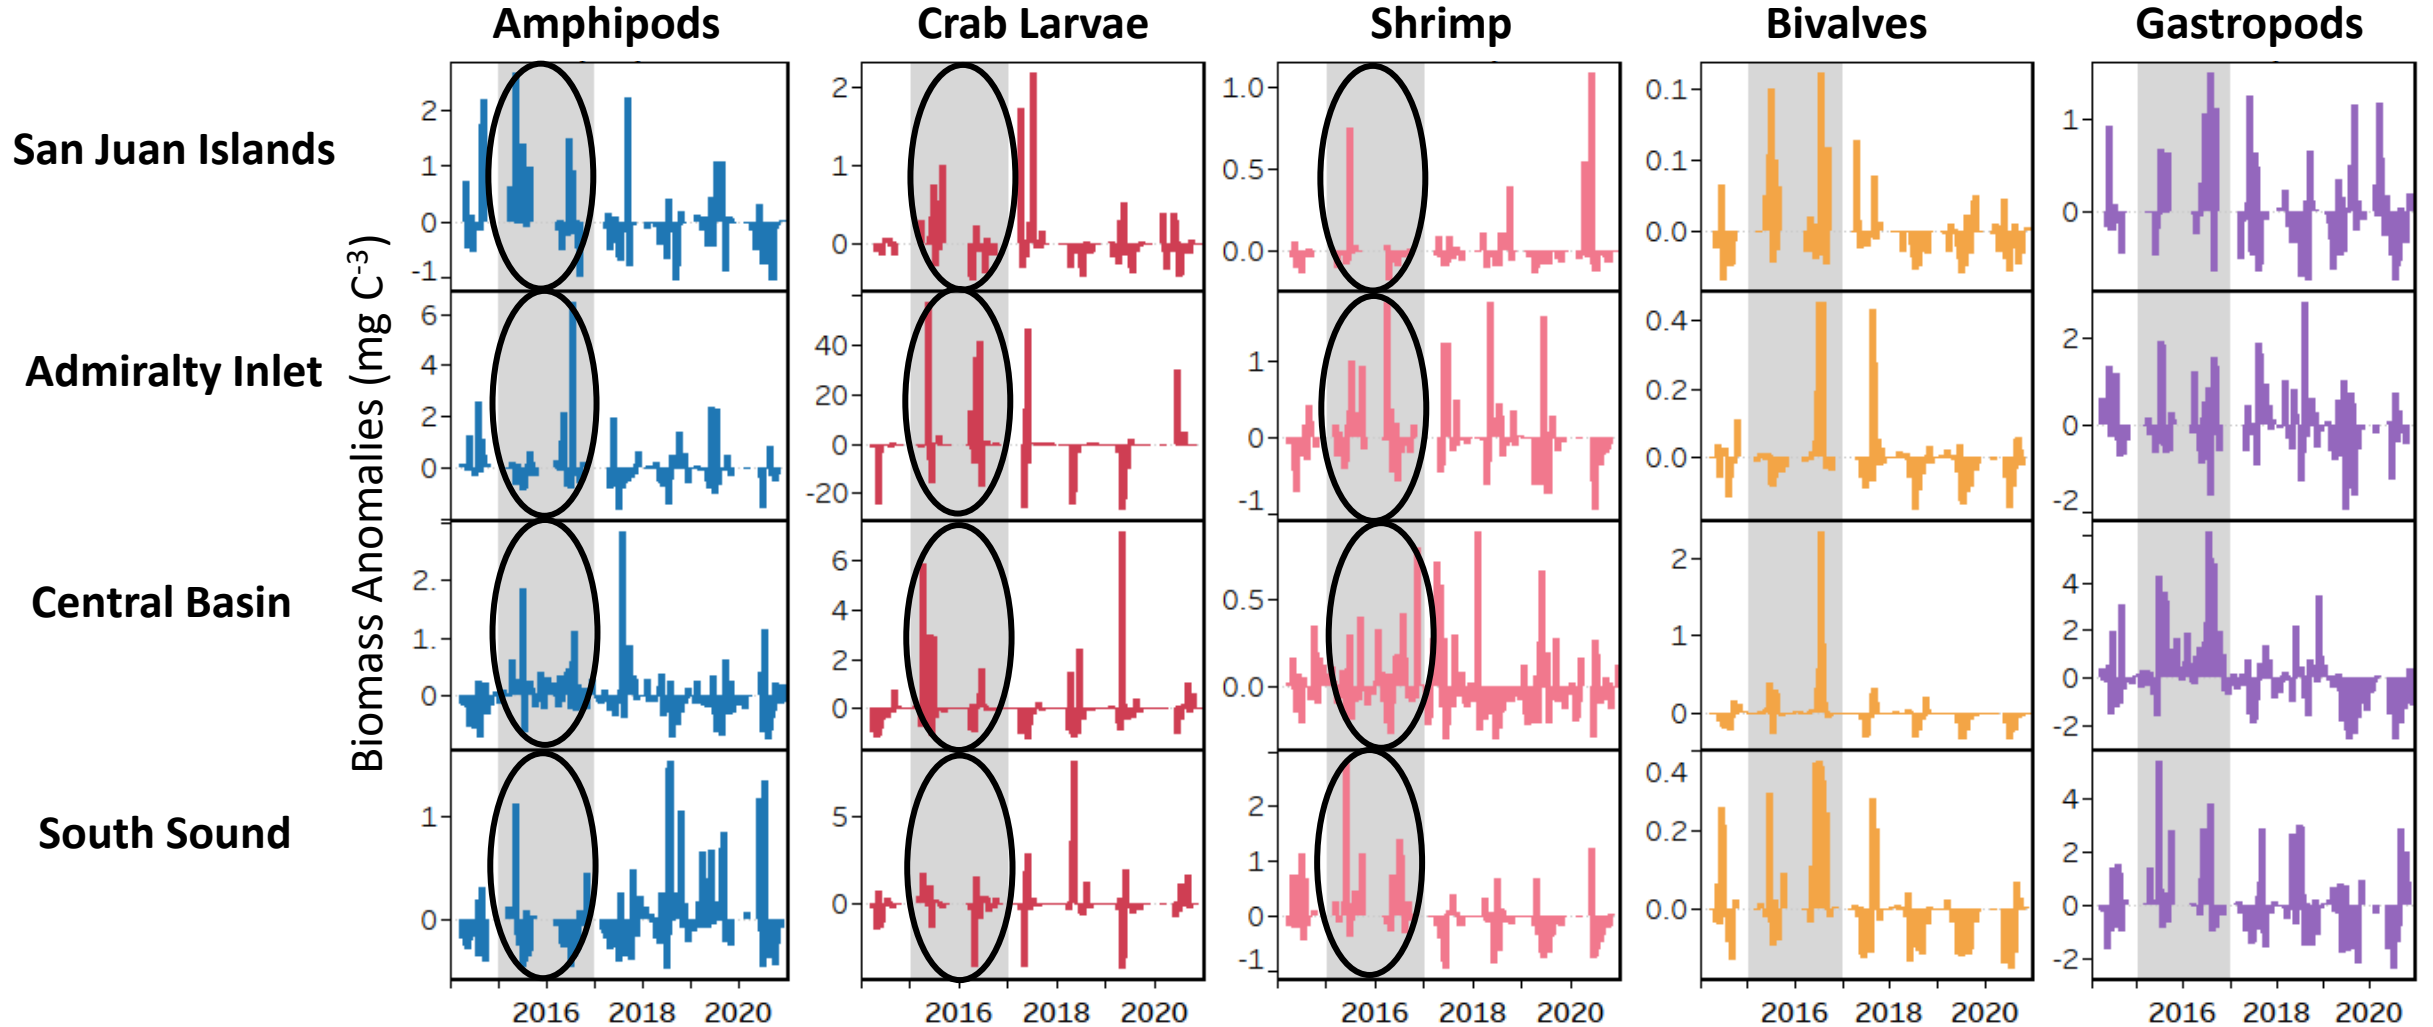 Amphipods Crab Larvae Shrimp Bivalves Gastropods
San Juan Islands
Admiralty Inlet
Central Basin
South Sound
Biomass Anomalies (mg C-3)
2 1 0 -1
2 1 0
1.0 0.5 0.0
0.1 0.1 0.0
1 0
6 4 2 0
40 20 0 -20
1 0 -1
0.4 0.2 0.0
2 0 -2
2. 1. 0
6 4 2 0
0.5 0.0
2 1 0
4 2 0 -2
1 0
5 0
2 1 0 -1
0.4 0.2 0.0
4 2 0 -2
2016 2018 2020 2016 2018 2020 2016 2018 2020 2016 2018 2020 2016 2018 2020